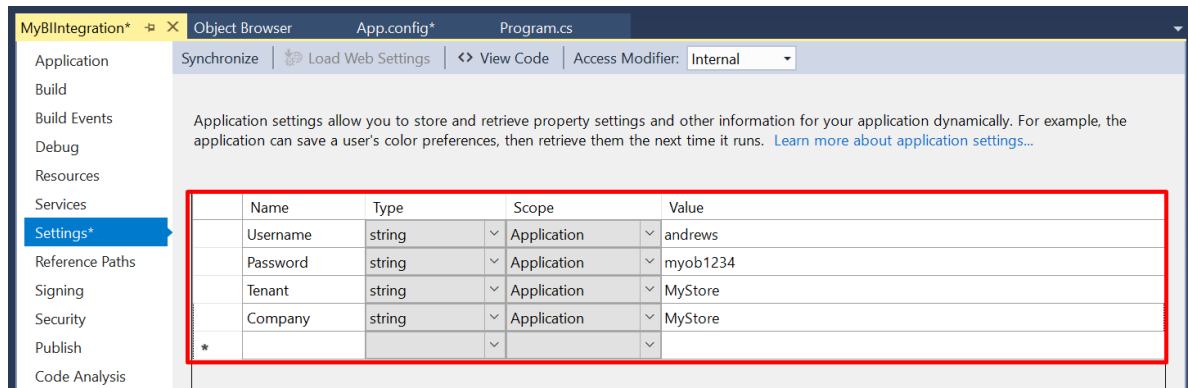 MyBIIntegration* Object Browser App.config* Program.cs
Application
Build
Build Events
Debug
Resources
Services
Settings*
Reference Paths
Signing
Security
Publish
Code Analysis
Synchronize Load Web Settings <> View Code Access Modifier: Internal
Application settings allow you to store and retrieve property settings and other information for your application dynamically. For example, the
application can save a user's color preferences, then retrieve them the next time it runs. Learn more about application settings...
Name Type Scope Value
Username string Application andrews
Password string Application myob1234
Tenant string Application MyStore
Company string Application MyStore
*